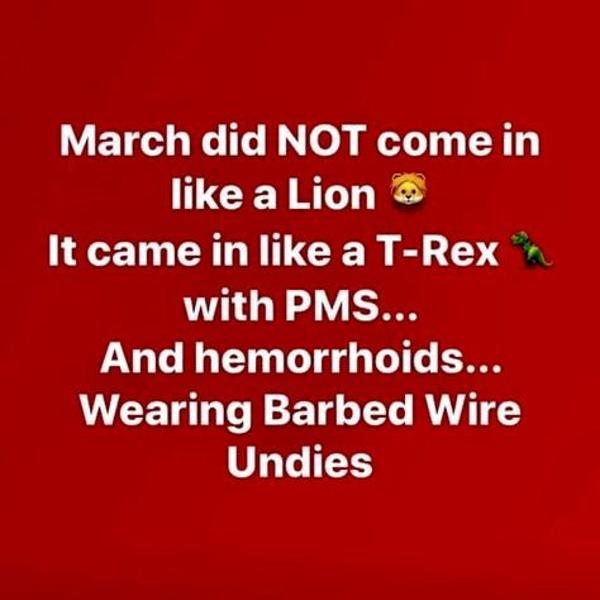 March did NOT come in
like a Lion 🦁
It came in like a T-Rex 🦖
with PMS...
And hemorrhoids...
Wearing Barbed Wire
Undies